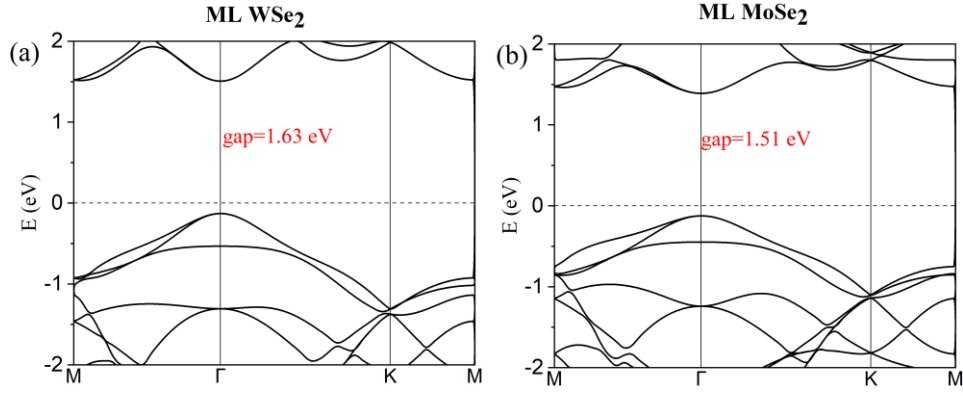 ML WSe2
ML MoSe2
(a)
2
1
0
-1
-2
E (eV)
gap=1.63 eV
M
Γ
K
M
(b)
2
1
0
-1
-2
E (eV)
gap=1.51 eV
M
Γ
K
M